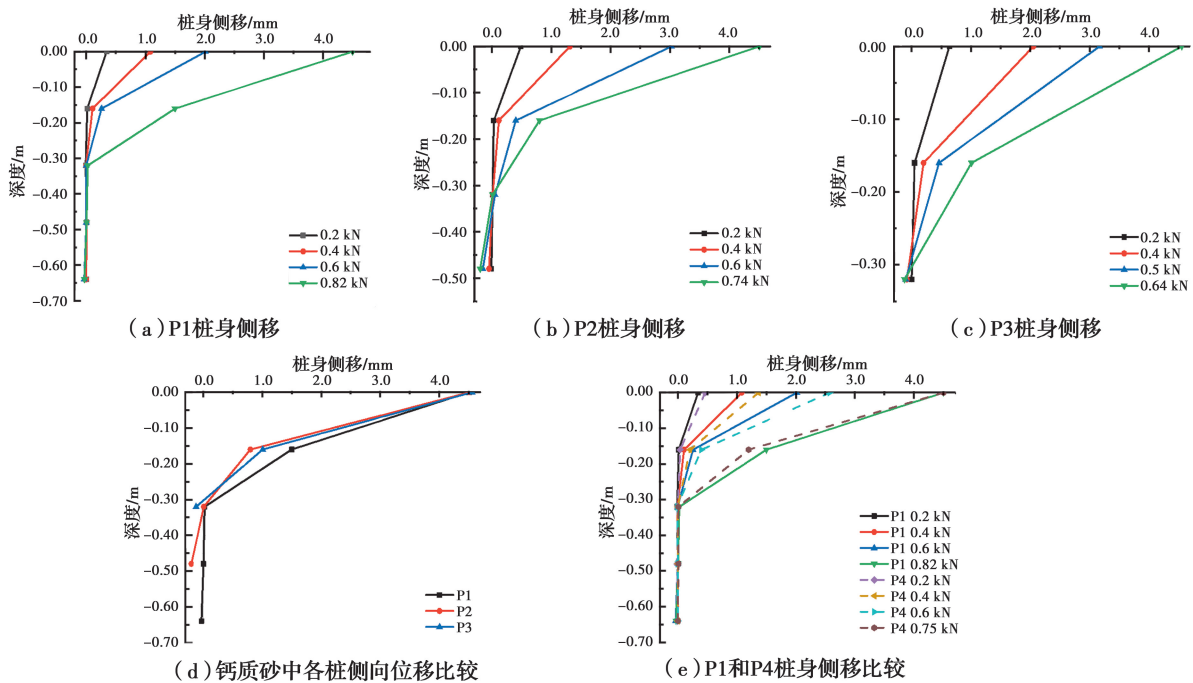 桩身侧移/mm
0.0 1.0 2.0 3.0 4.0
0.00
−0.10
−0.20
−0.30
−0.40
−0.50
−0.60
−0.70
深度/m
0.2 kN
0.4 kN
0.6 kN
0.82 kN
(a)P1桩身侧移
桩身侧移/mm
0.0 1.0 2.0 3.0 4.0
0.00
−0.10
−0.20
−0.30
−0.40
−0.50
深度/m
0.2 kN
0.4 kN
0.6 kN
0.74 kN
(b)P2桩身侧移
桩身侧移/mm
0.0 1.0 2.0 3.0 4.0
0.00
−0.10
−0.20
−0.30
深度/m
0.2 kN
0.4 kN
0.5 kN
0.64 kN
(c)P3桩身侧移
桩身侧移/mm
0.0 1.0 2.0 3.0 4.0
0.00
−0.10
−0.20
−0.30
−0.40
−0.50
−0.60
−0.70
深度/m
P1
P2
P3
(d)钙质砂中各桩侧向位移比较
桩身侧移/mm
0.0 1.0 2.0 3.0 4.0
0.00
−0.10
−0.20
−0.30
−0.40
−0.50
−0.60
−0.70
深度/m
P1 0.2 kN
P1 0.4 kN
P1 0.6 kN
P1 0.82 kN
P4 0.2 kN
P4 0.4 kN
P4 0.6 kN
P4 0.75 kN
(e)P1和P4桩身侧移比较